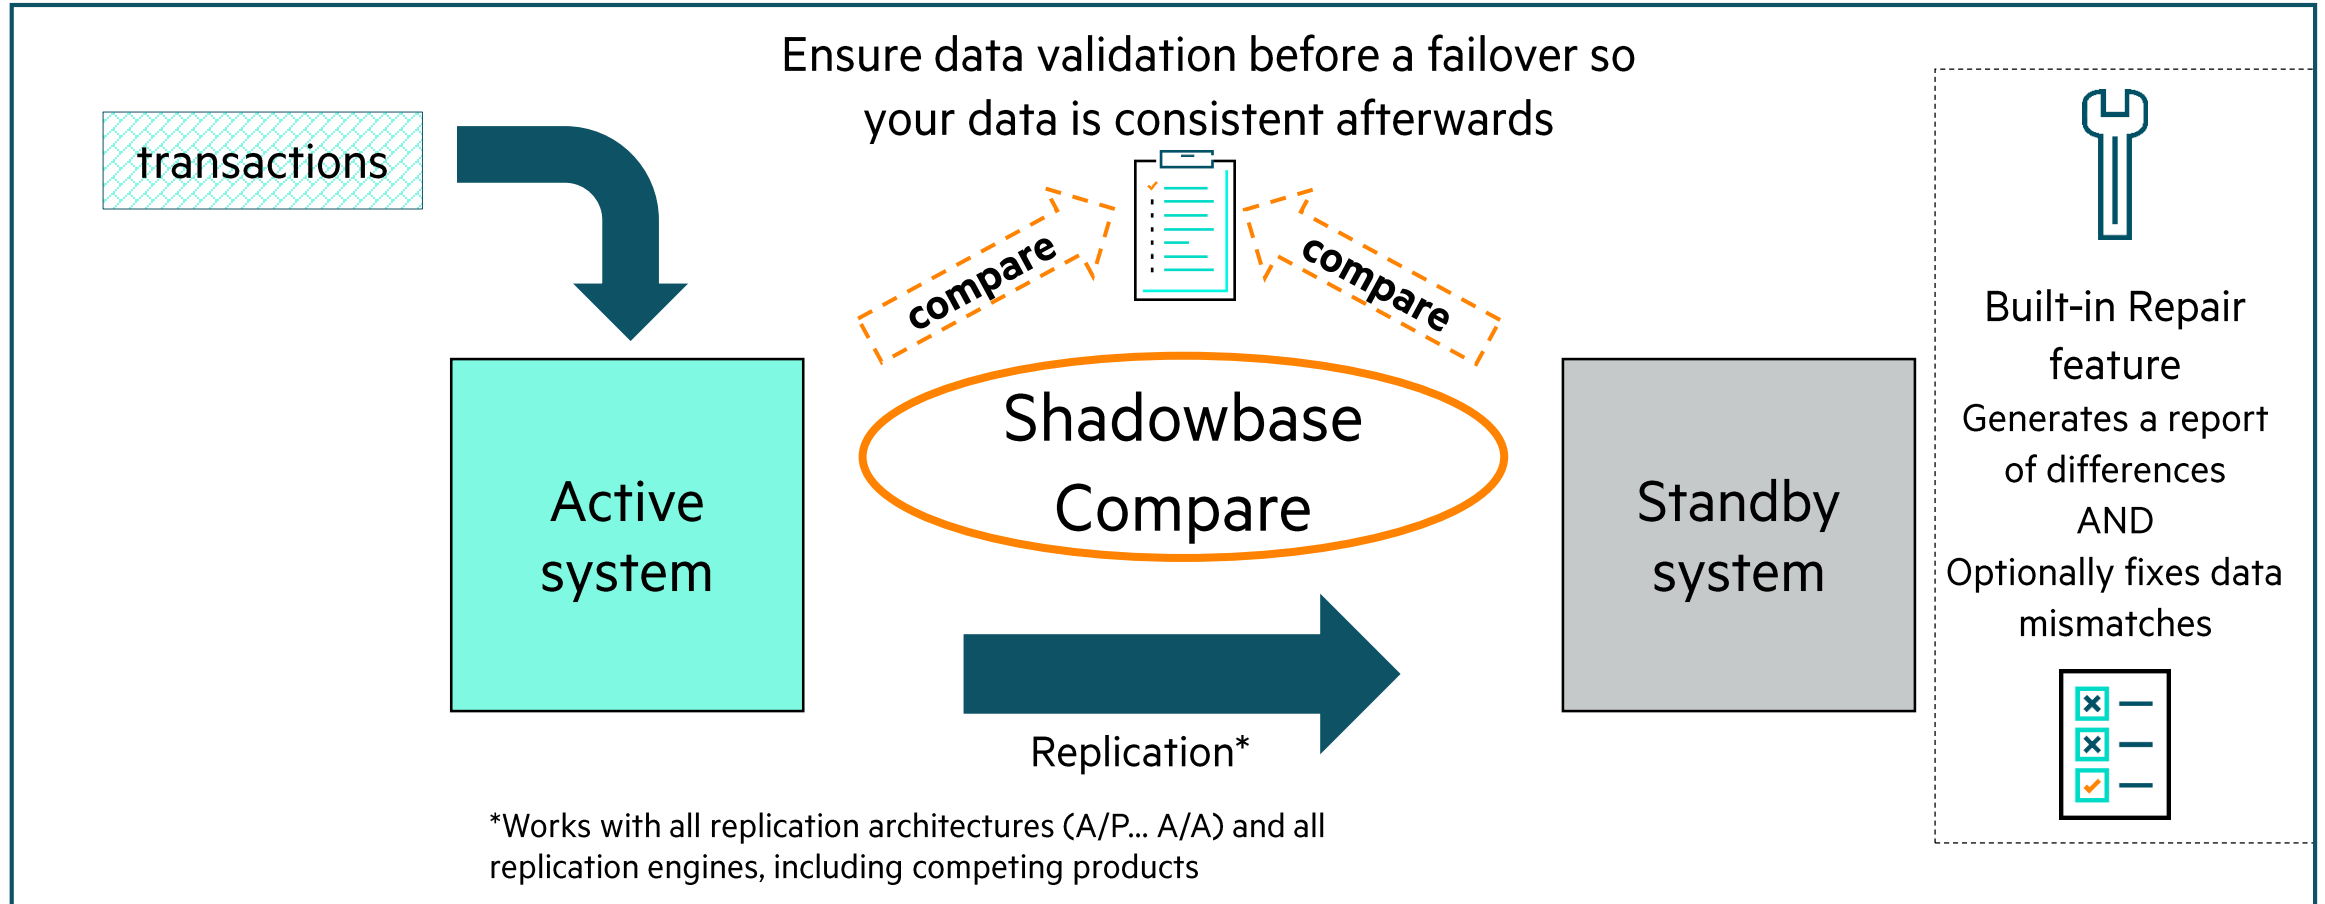 Ensure data validation before a failover so
your data is consistent afterwards
transactions
compare
compare
Shadowbase
Compare
Active
system
Standby
system
Replication*
*Works with all replication architectures (A/P... A/A) and all
replication engines, including competing products
Built-in Repair
feature
Generates a report
of differences
AND
Optionally fixes data
mismatches